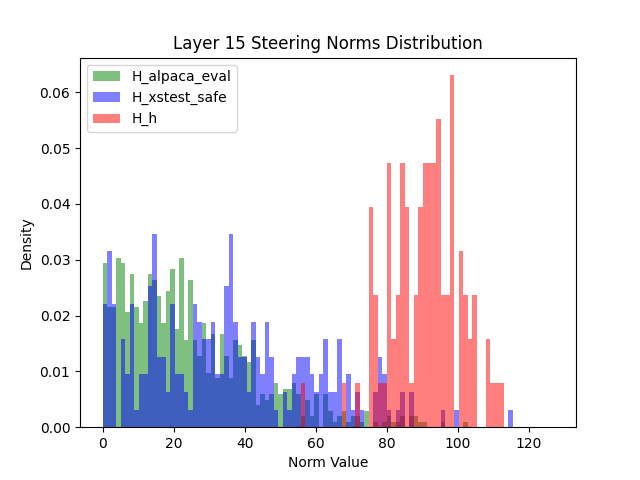 Layer 15 Steering Norms Distribution
H_alpaca_eval
H_xstest_safe
H_h
Density
0.06
0.05
0.04
0.03
0.02
0.01
0.00
0 20 40 60 80 100 120
Norm Value